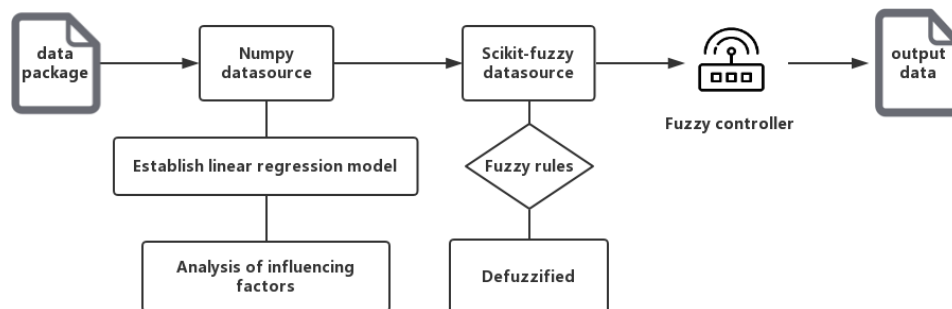 data
package
Numpy
datasource
Scikit-fuzzy
datasource
output
data
Fuzzy controller
Establish linear regression model
Fuzzy rules
Analysis of influencing
factors
Defuzzified